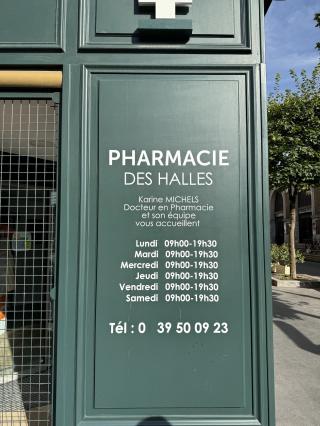 PHARMACIE
DES HALLES
Karine MICHELS
Docteur en Pharmacie
et son équipe
vous accueillent
Lundi 09h00-19h30
Mardi 09h00-19h30
Mercredi 09h00-19h30
Jeudi 09h00-19h30
Vendredi 09h00-19h30
Samedi 09h00-19h30
Tél : 0 39 50 09 23